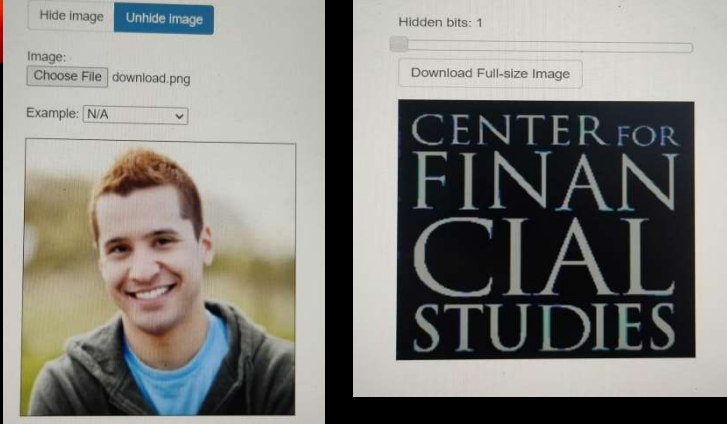 Hide image
Unhide image
Image:
Choose File download.png
Example: N/A
Hidden bits: 1
Download Full-size Image
CENTER FOR
FINAN
CIAL
STUDIES